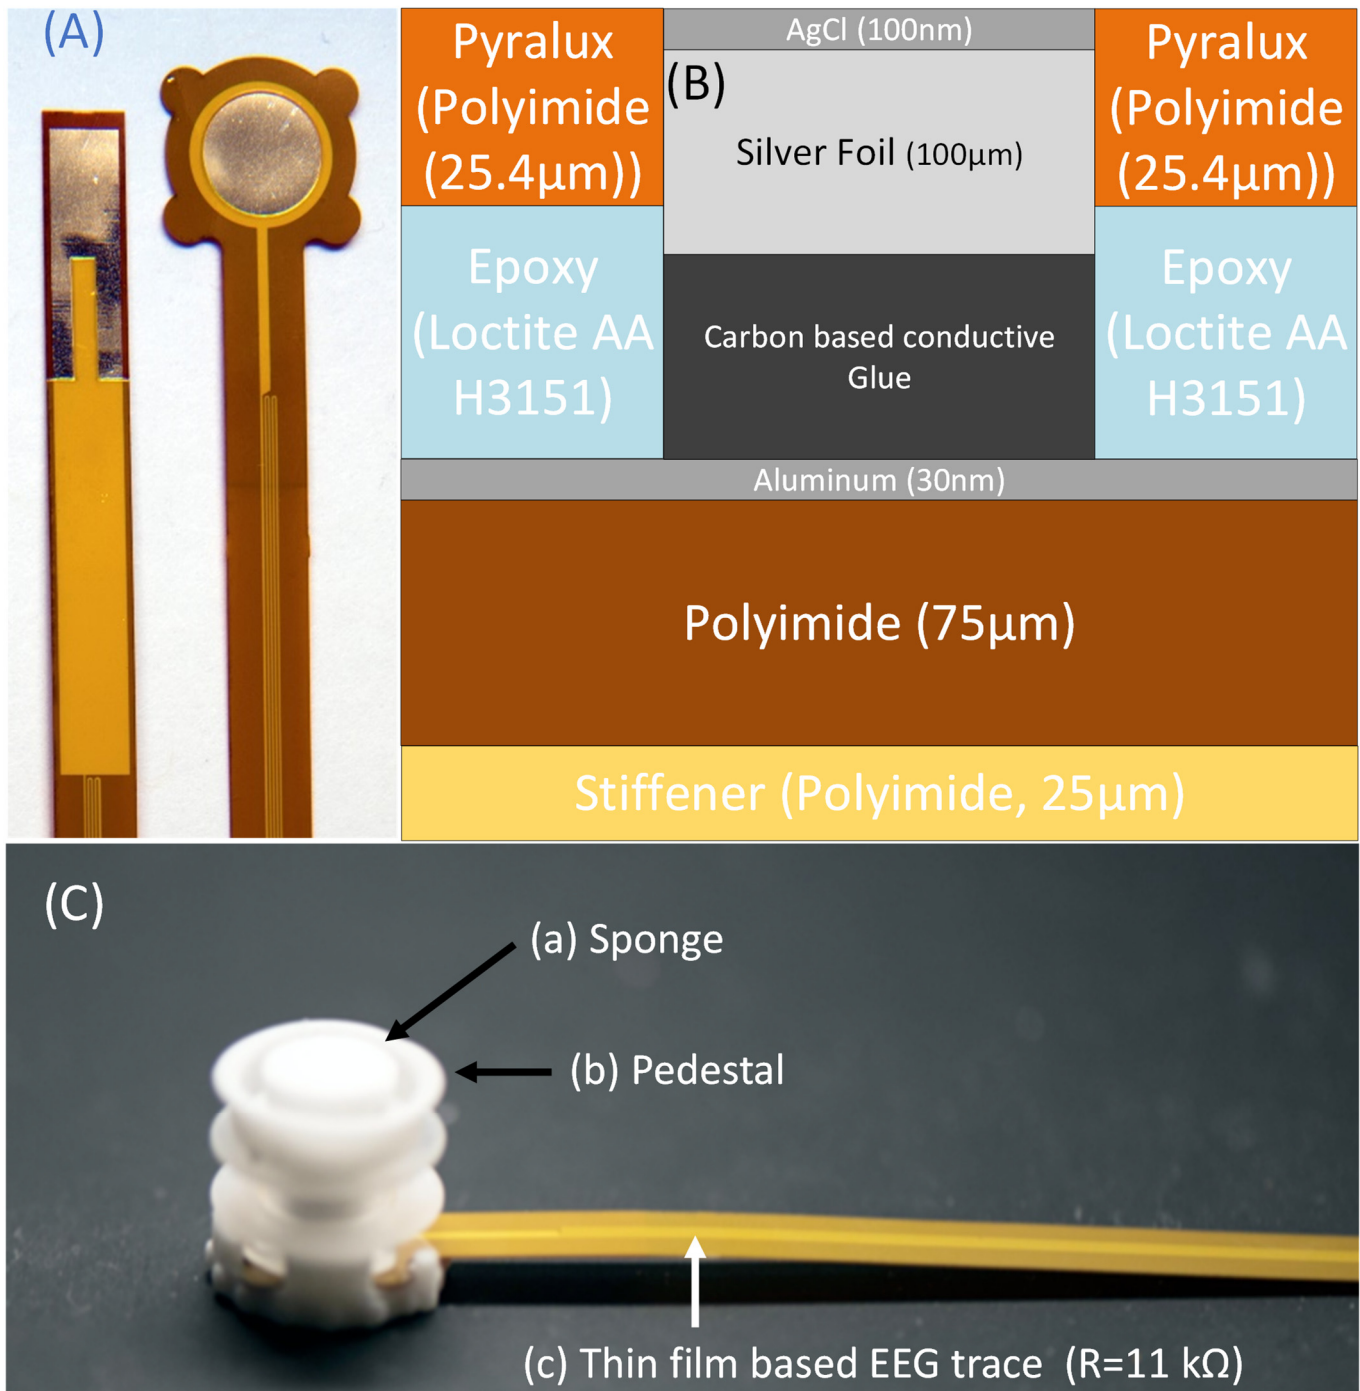 (A)
Pyralux
(Polyimide
(25.4µm))
Epoxy
(Loctite AA
H3151)
AgCl (100nm)
(B)
Silver Foil (100µm)
Carbon based conductive
Glue
Pyralux
(Polyimide
(25.4µm))
Epoxy
(Loctite AA
H3151)
Aluminum (30nm)
Polyimide (75µm)
Stiffener (Polyimide, 25µm)
(C)
(a) Sponge
(b) Pedestal
(c) Thin film based EEG trace (R=11 kΩ)